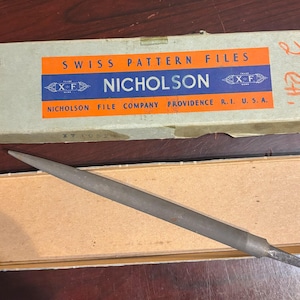 SWISS PATTERN FILES
X-F NICHOLSON X-F
NICHOLSON FILE COMPANY PROVIDENCE R. I. U. S. A.